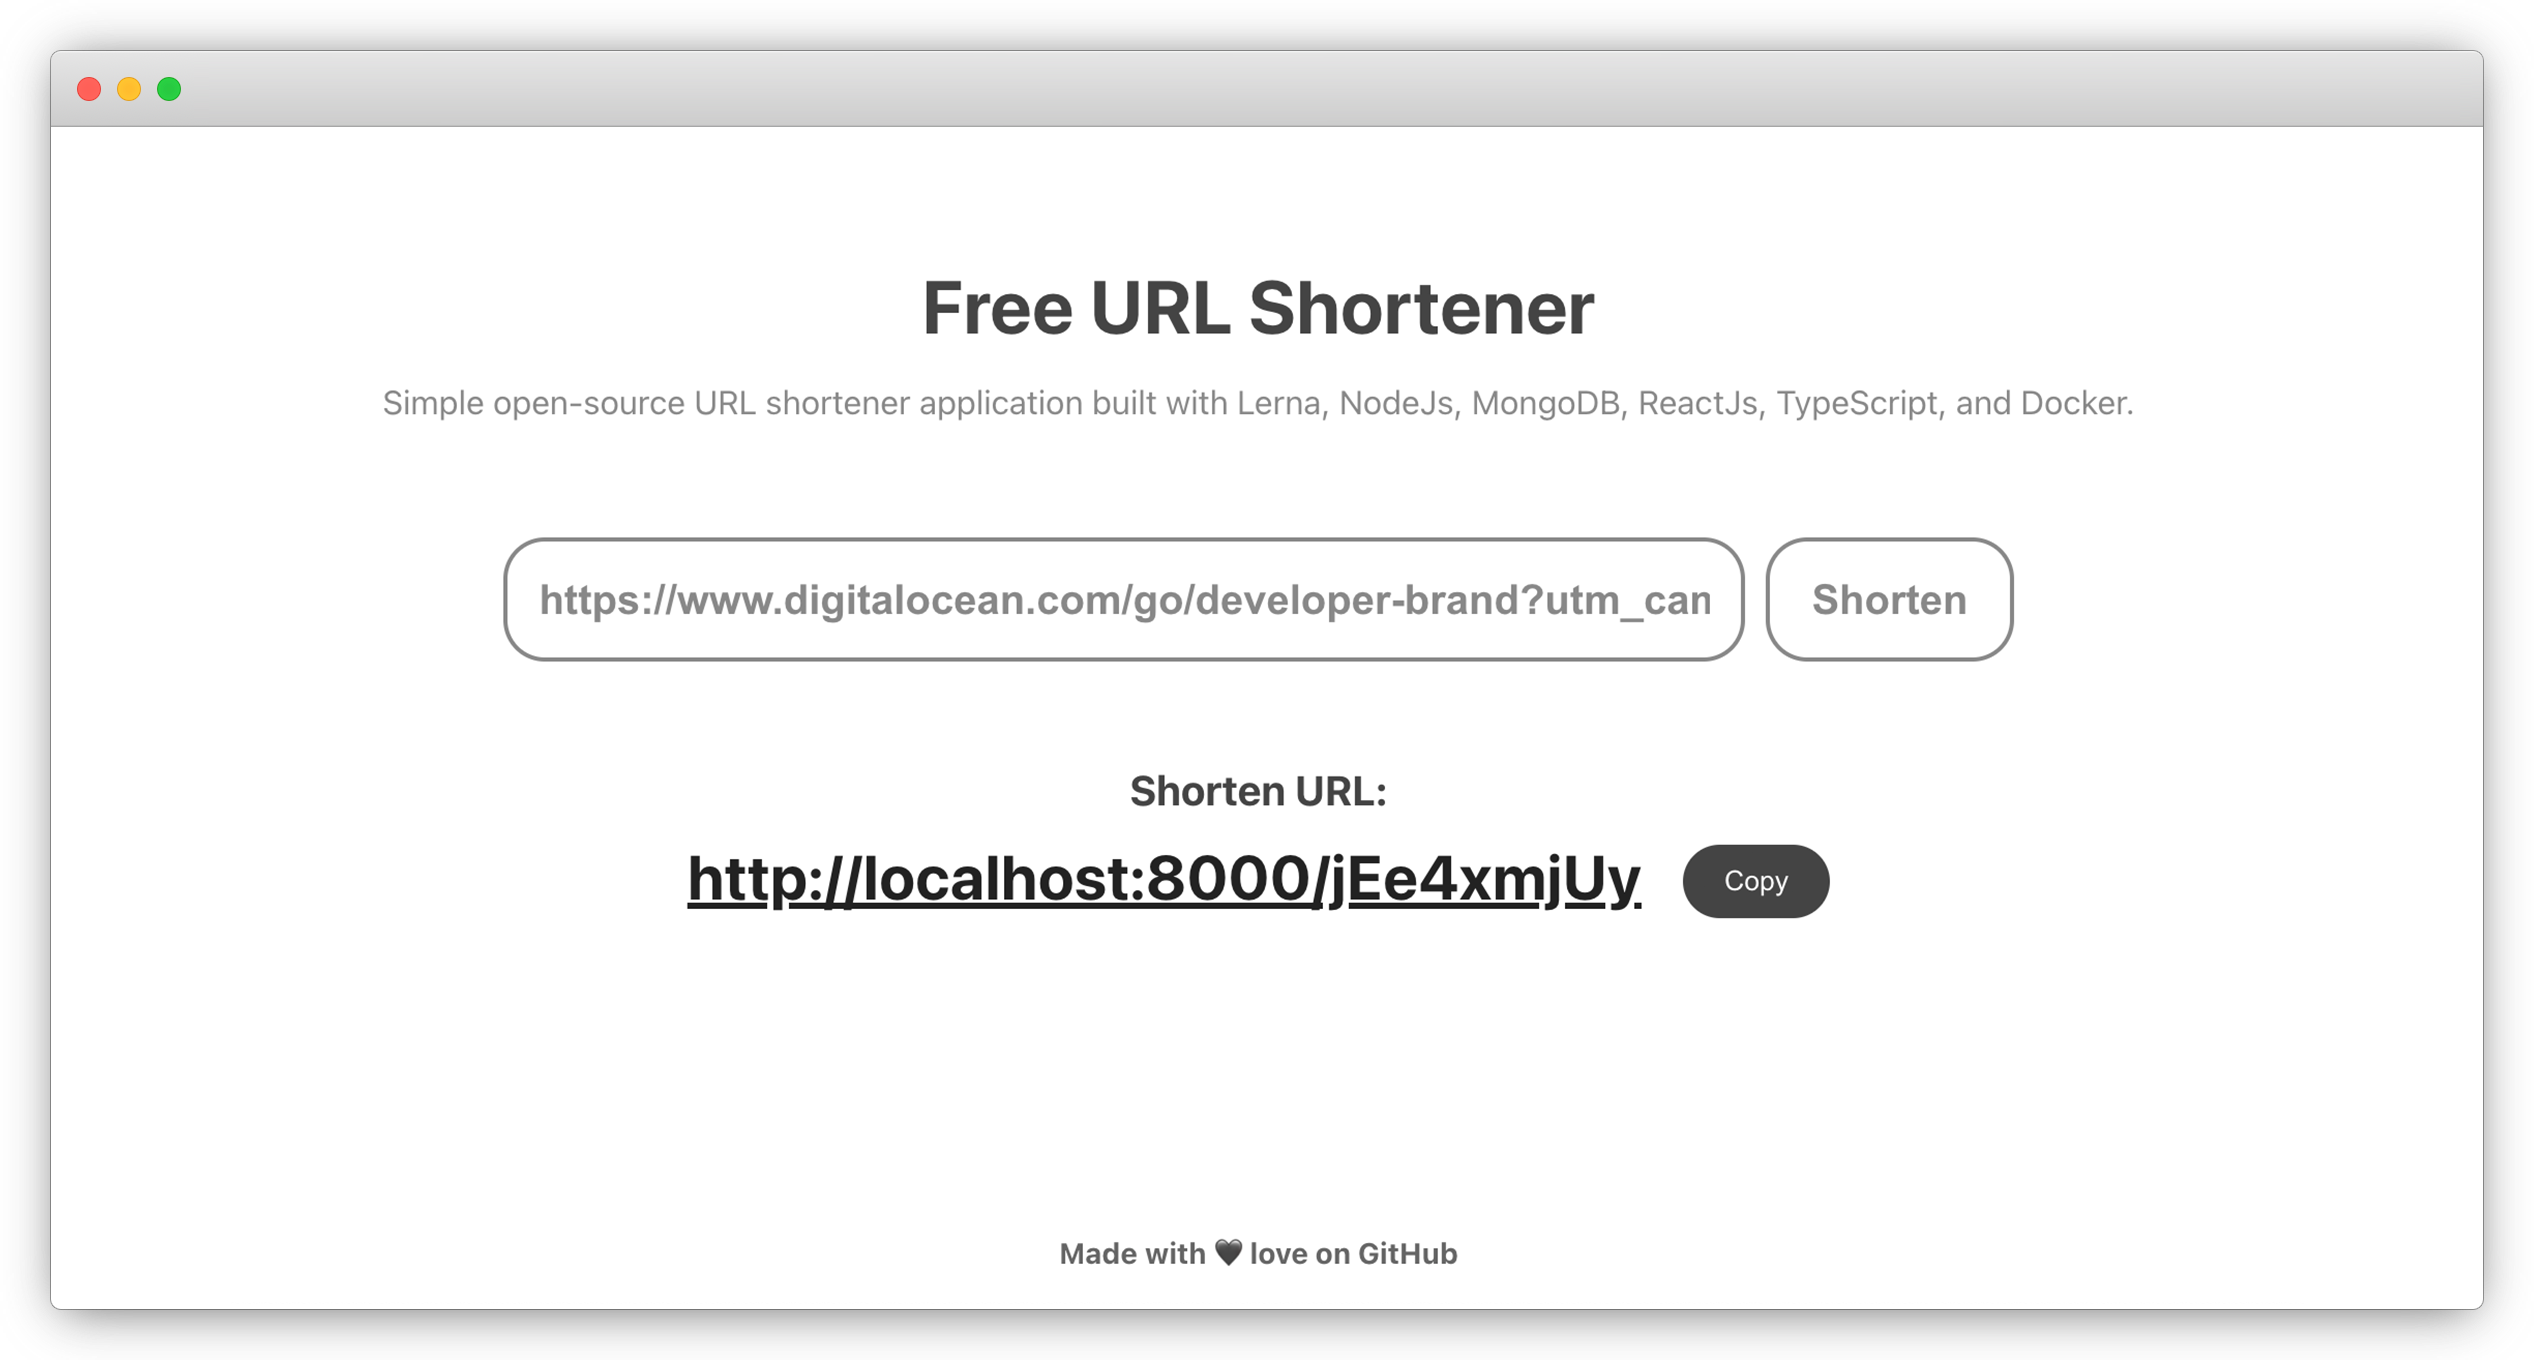 Free URL Shortener
Simple open-source URL shortener application built with Lerna, NodeJs, MongoDB, ReactJs, TypeScript, and Docker.
https://www.digitalocean.com/go/developer-brand?utm_can
Shorten
Shorten URL:
http://localhost:8000/jEe4xmjUy
Copy
Made with 🖤 love on GitHub